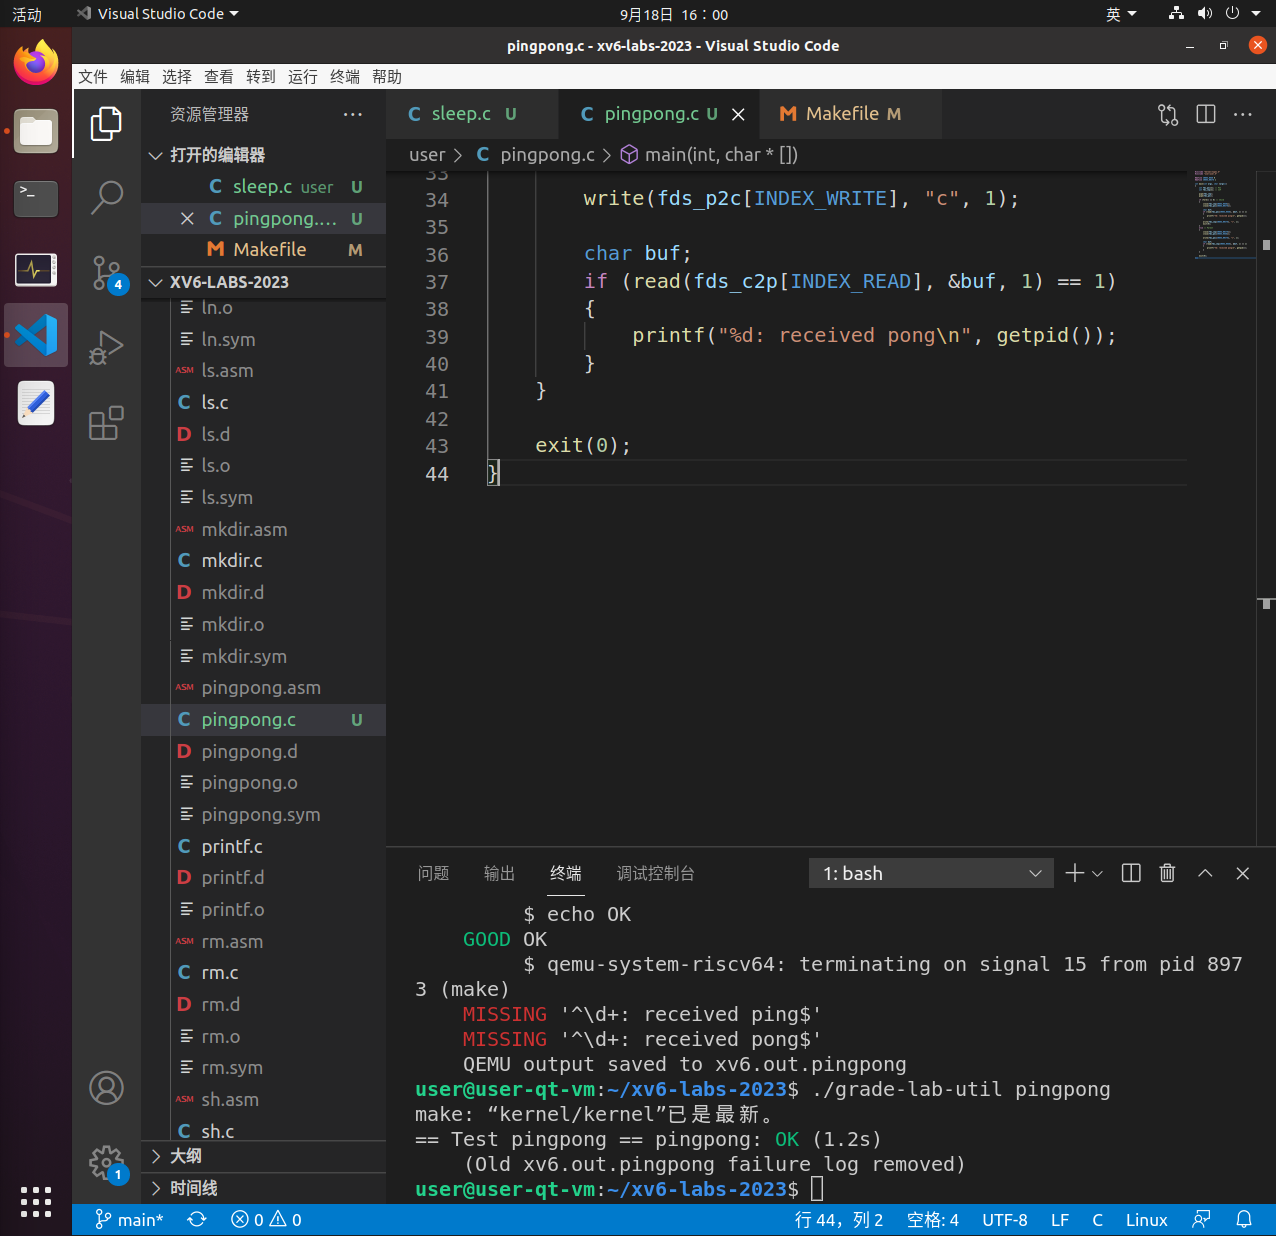 活动
Visual Studio Code
9月18日 16：00
英
pingpong.c - xv6-labs-2023 - Visual Studio Code
文件 编辑 选择 查看 转到 运行 终端 帮助
资源管理器
打开的编辑器
sleep.c user U
pingpong.... U
Makefile M
XV6-LABS-2023
ln.o
ln.sym
ASM ls.asm
C ls.c
D ls.d
ls.o
ls.sym
ASM mkdir.asm
C mkdir.c
D mkdir.d
mkdir.o
mkdir.sym
ASM pingpong.asm
C pingpong.c U
D pingpong.d
pingpong.o
pingpong.sym
C printf.c
D printf.d
printf.o
ASM rm.asm
C rm.c
D rm.d
rm.o
rm.sym
ASM sh.asm
C sh.c
大纲
时间线
4
1
C sleep.c U
C pingpong.c U
M Makefile M
user > C pingpong.c > main(int, char * [])
33
34 write(fds_p2c[INDEX_WRITE], "c", 1);
35
36 char buf;
37 if (read(fds_c2p[INDEX_READ], &buf, 1) == 1)
38 {
39 printf("%d: received pong\n", getpid());
40 }
41 }
42
43 exit(0);
44 }
问题 输出 终端 调试控制台
1: bash
$ echo OK
GOOD OK
$ qemu-system-riscv64: terminating on signal 15 from pid 897
3 (make)
MISSING '^\d+: received ping$'
MISSING '^\d+: received pong$'
QEMU output saved to xv6.out.pingpong
user@user-qt-vm:~/xv6-labs-2023$ ./grade-lab-util pingpong
make: “kernel/kernel”已是最新。
== Test pingpong == pingpong: OK (1.2s)
(Old xv6.out.pingpong failure log removed)
user@user-qt-vm:~/xv6-labs-2023$
main* 0 0
行 44，列 2 空格: 4 UTF-8 LF C Linux